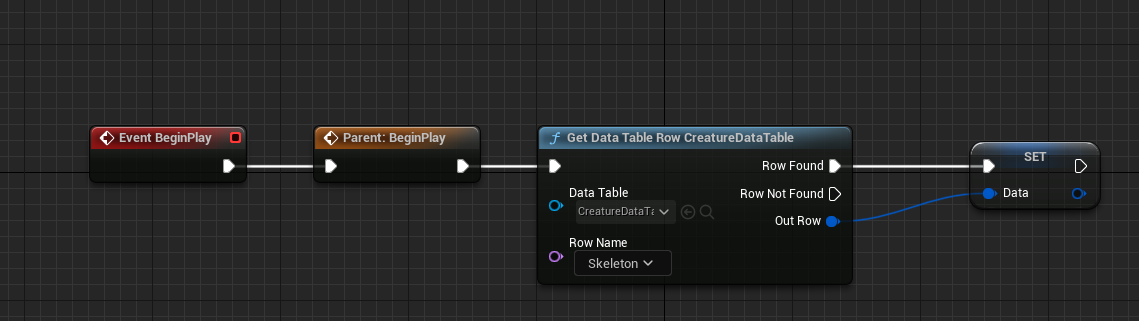 Event BeginPlay
Parent: BeginPlay
Get Data Table Row CreatureDataTable
Row Found
Data Table
CreatureDataTa
Row Not Found
Out Row
Row Name
Skeleton
SET
Data